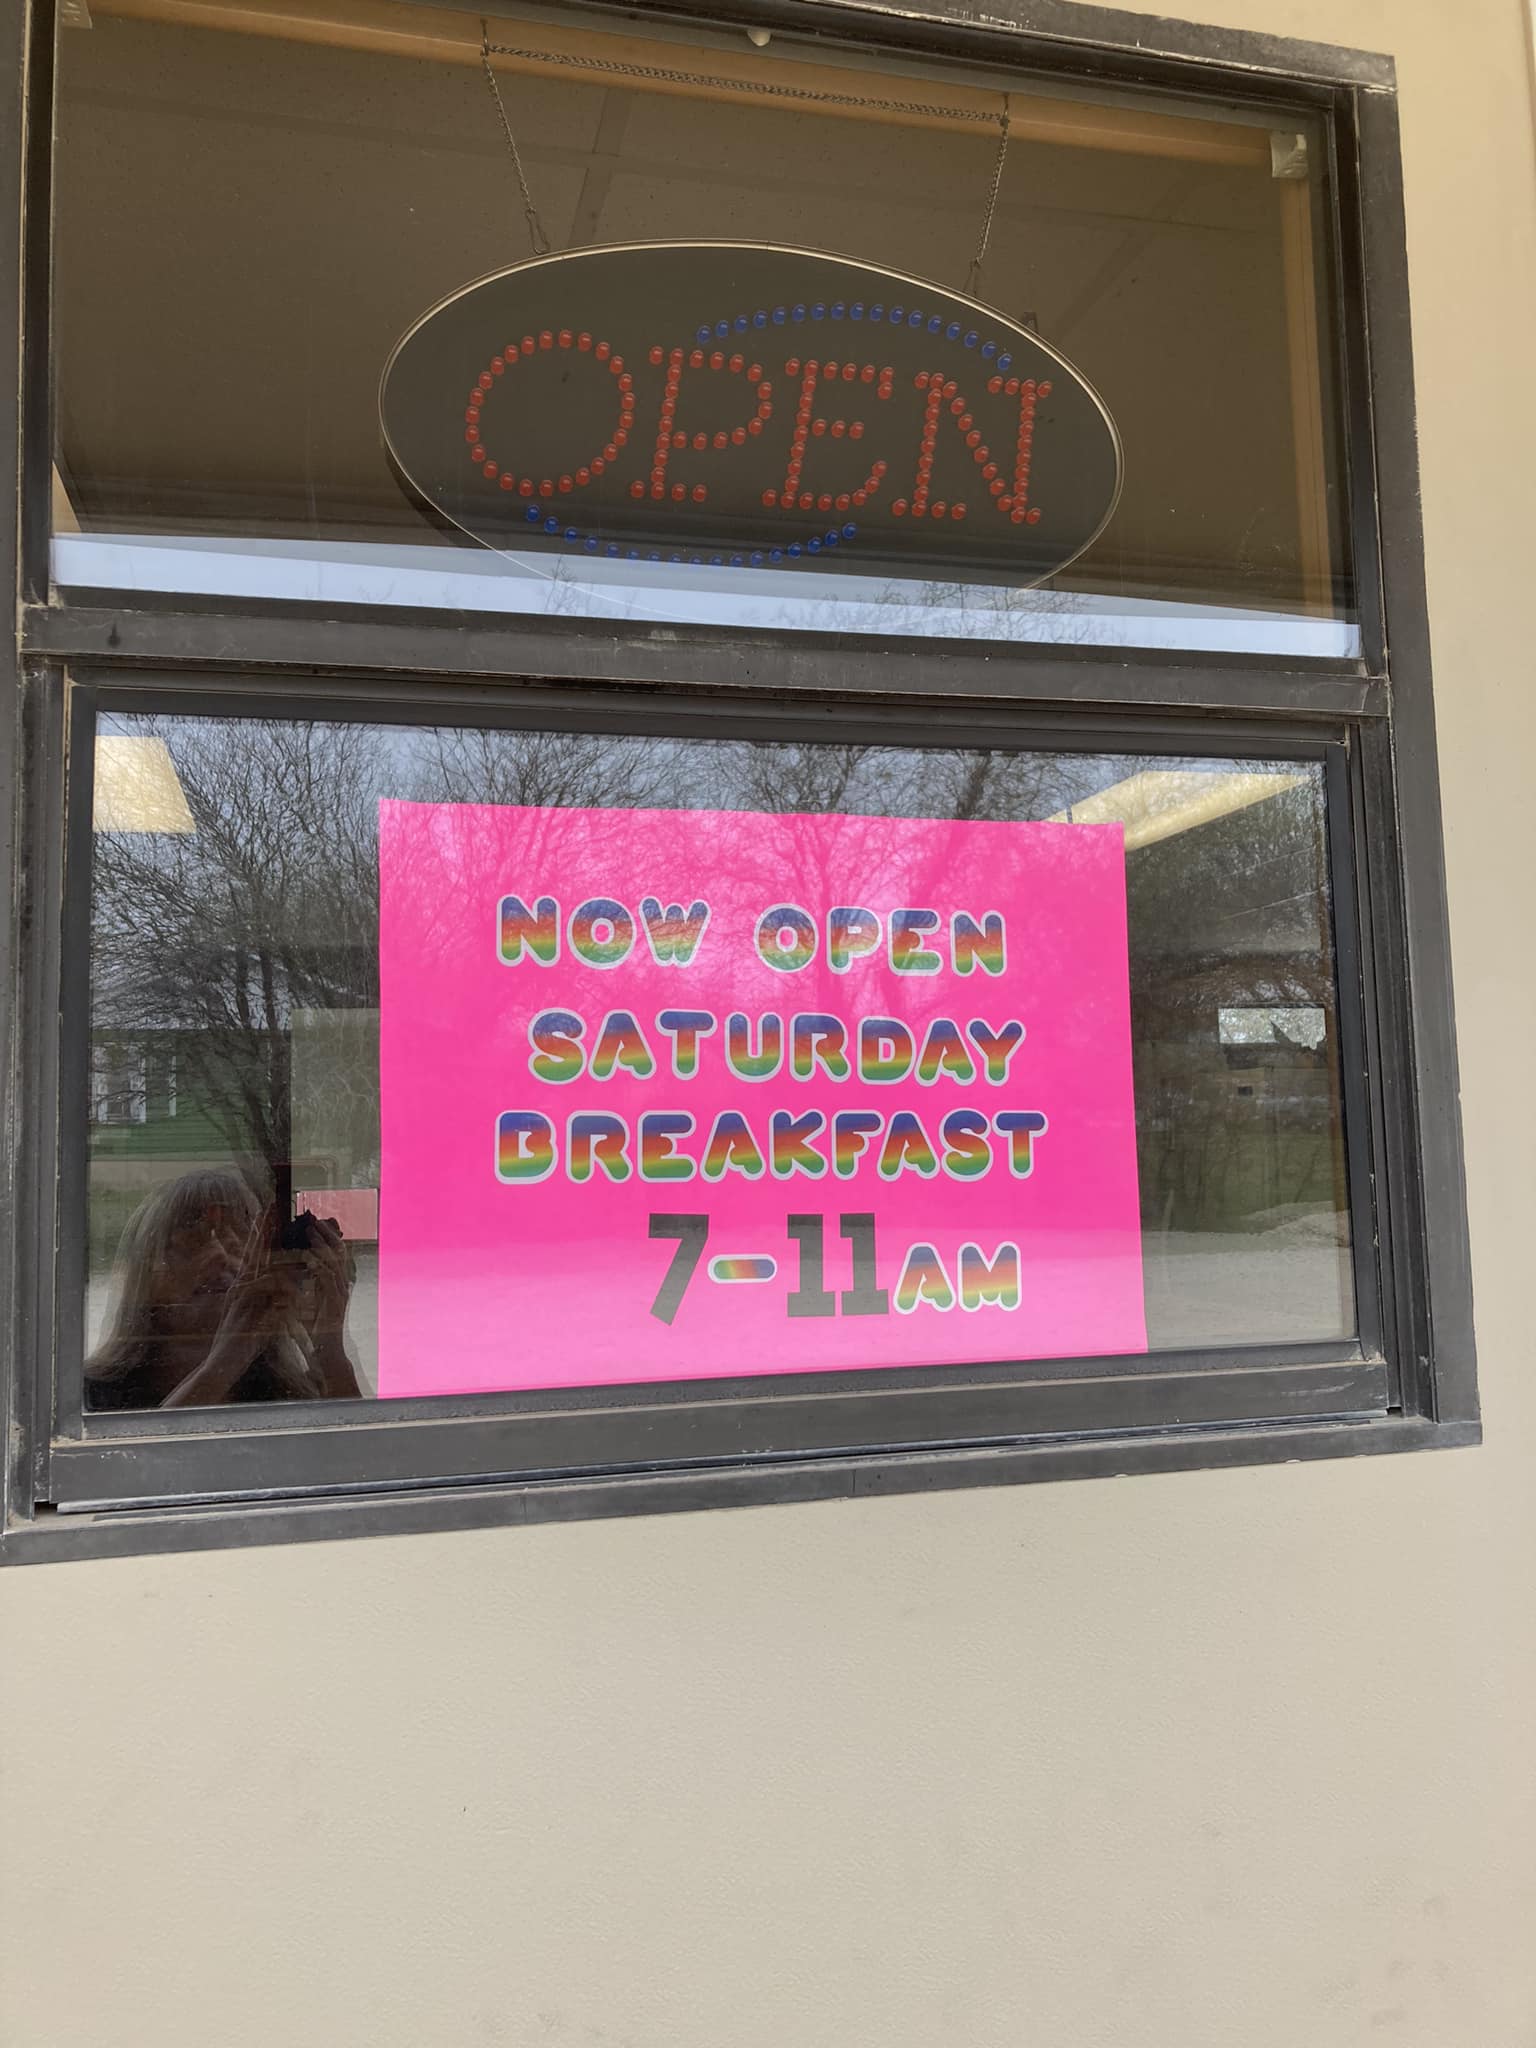 OPEN
NOW OPEN
SATURDAY
BREAKFAST
7-11AM